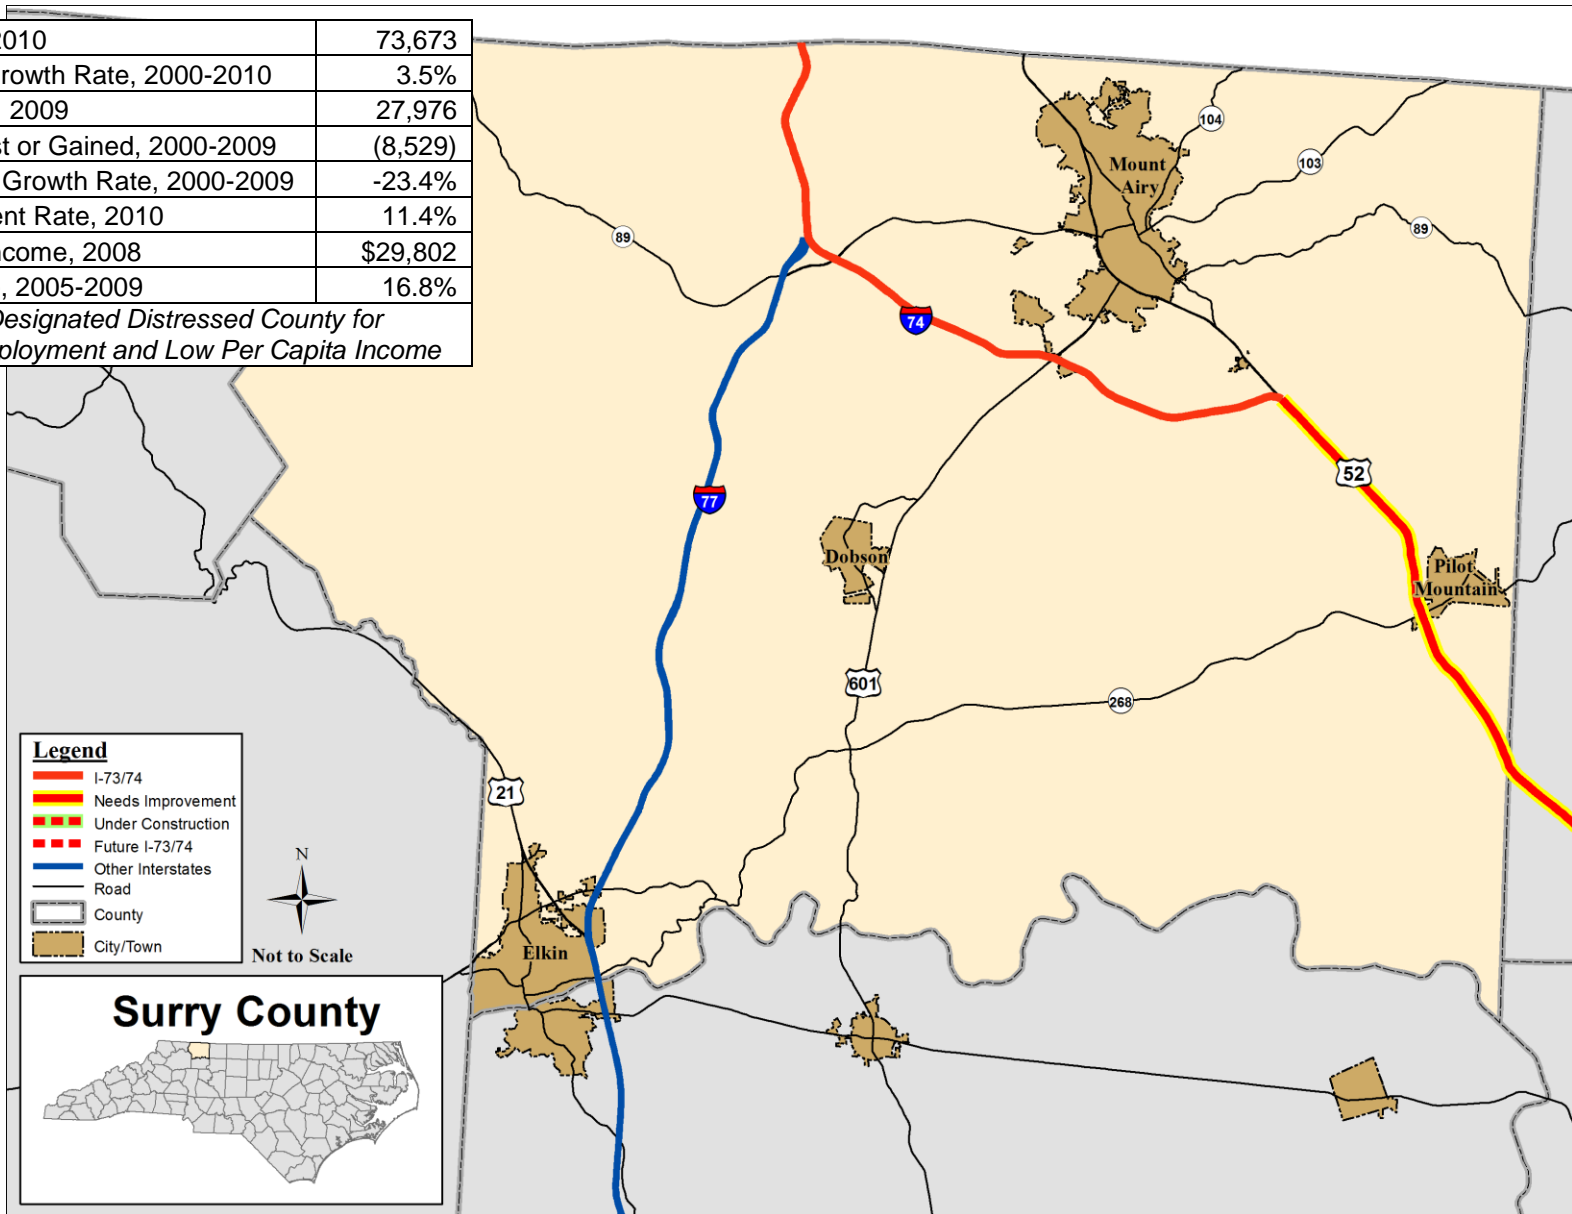 2010 73,673
rowth Rate, 2000-2010 3.5%
, 2009 27,976
st or Gained, 2000-2009 (8,529)
Growth Rate, 2000-2009 -23.4%
ent Rate, 2010 11.4%
ncome, 2008 $29,802
, 2005-2009 16.8%
Designated Distressed County for
ployment and Low Per Capita Income
104
Mount
Airy
103
89
89
74
52
77
Dobson
Pilot
Mountain
601
268
21
Elkin
Legend
I-73/74
Needs Improvement
Under Construction
Future I-73/74
Other Interstates
Road
County
City/Town
N
Not to Scale
Surry County